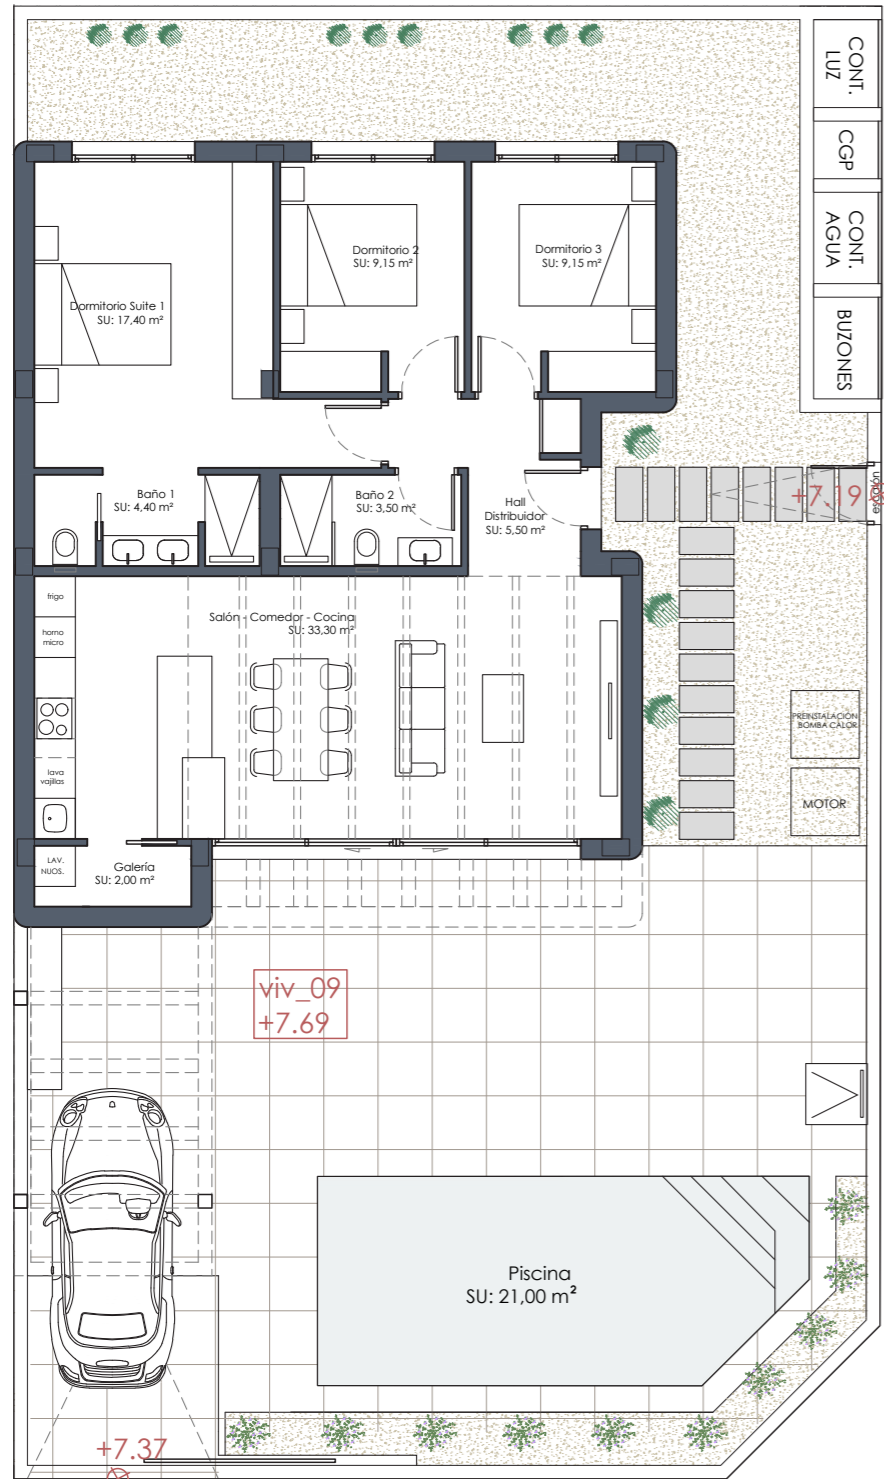 CONT.
LUZ
CGP
CONT.
AGUA
BUZONES
Dormitorio 2
SU: 9,15 m²
Dormitorio 3
SU: 9,15 m²
Dormitorio Suite 1
SU: 17,40 m²
Baño 1
SU: 4,40 m²
Baño 2
SU: 3,50 m²
Hall
Distribuidor
SU: 5,50 m²
+7.19
frigo
horno
micro
Salón - Comedor - Cocina
SU: 33,30 m²
lava
vajillas
PREINSTALACIÓN
BOMBA CALOR
MOTOR
LAV.
NUOS.
Galería
SU: 2,00 m²
viv_09
+7.69
Piscina
SU: 21,00 m²
+7.37